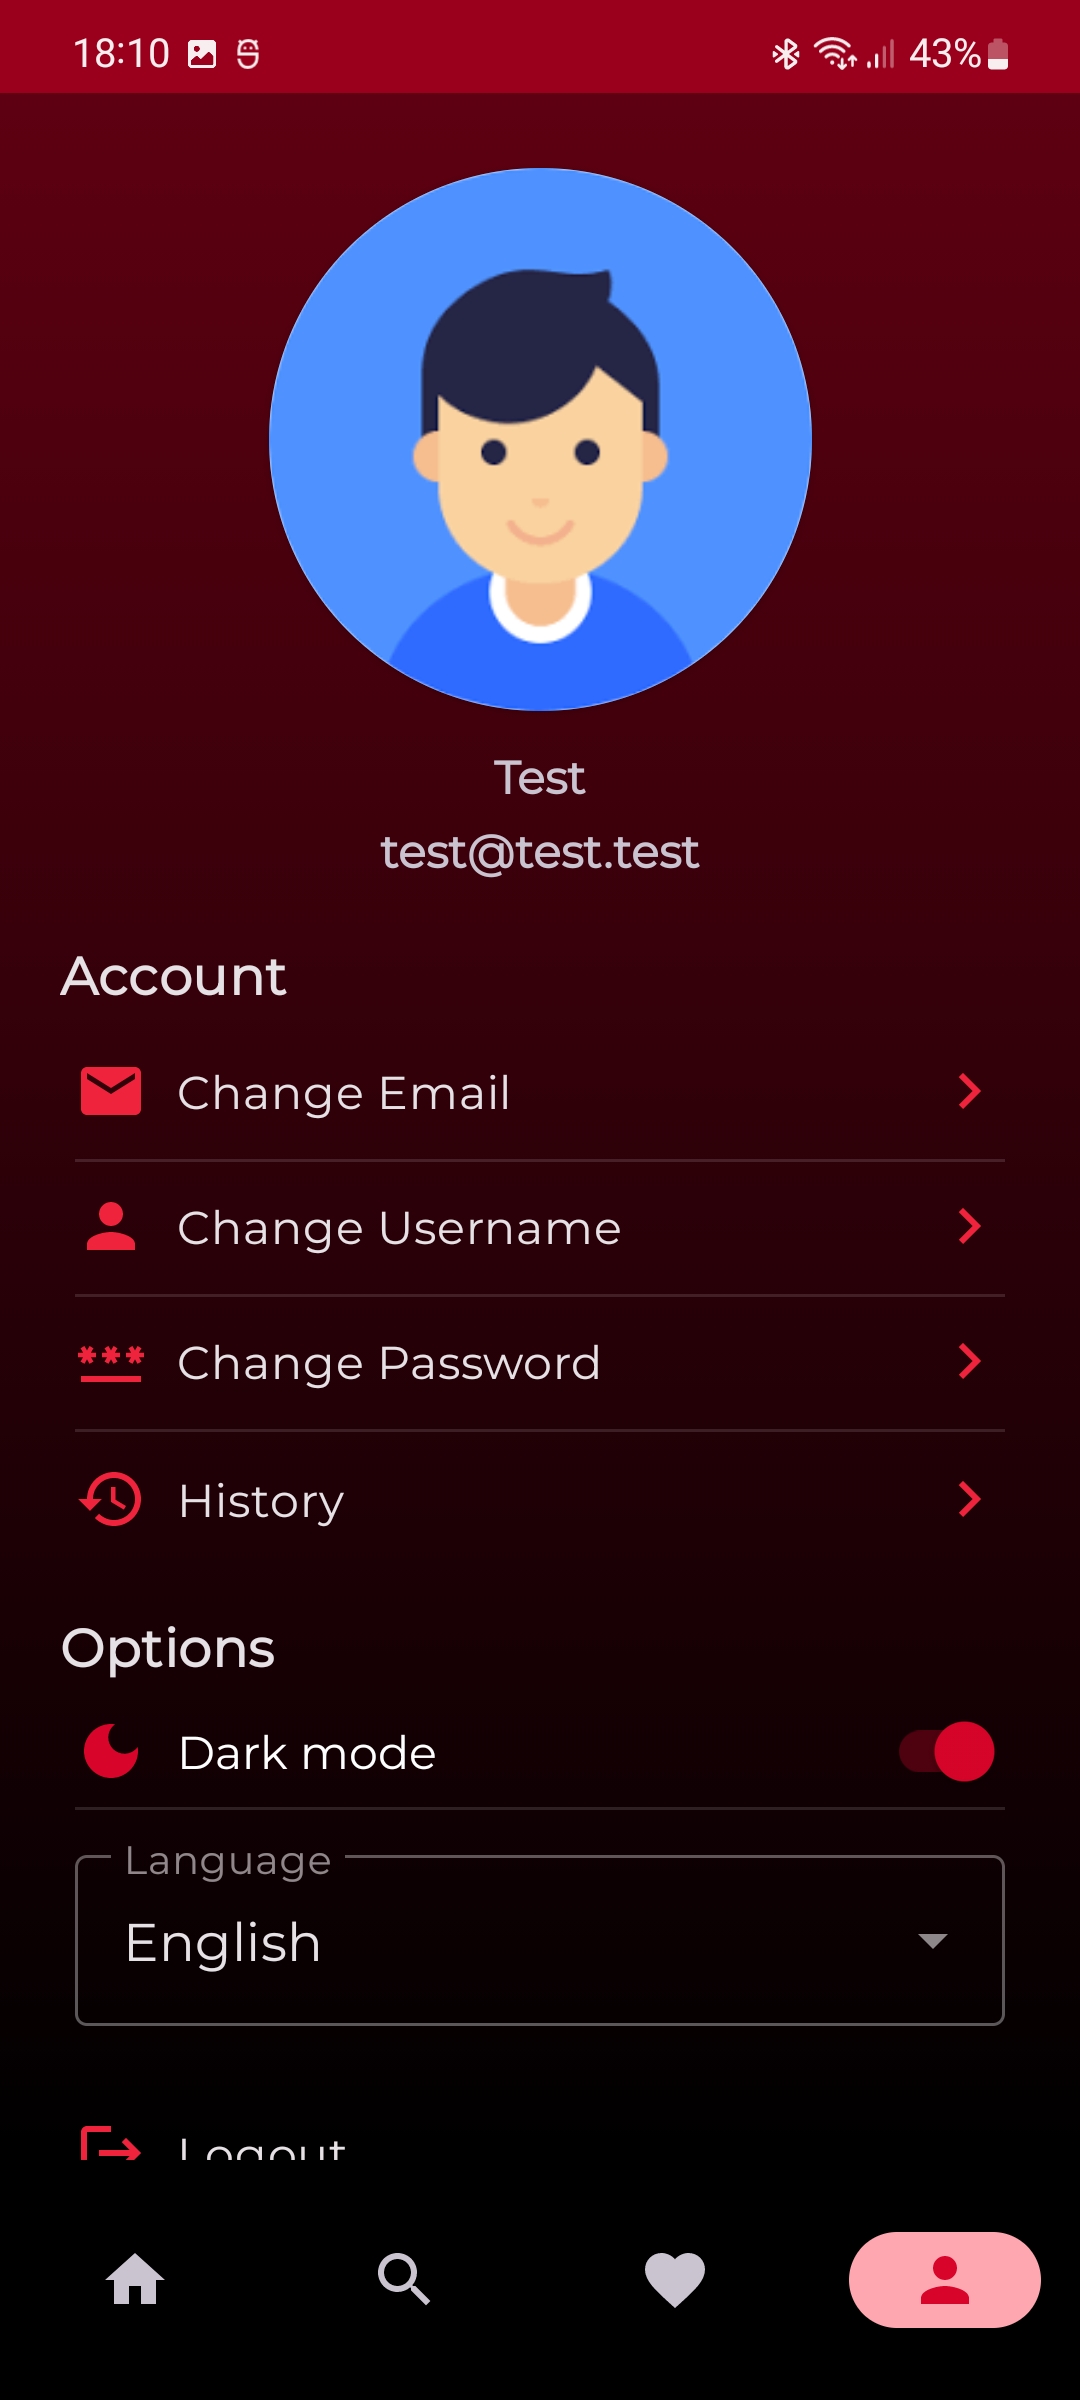 18:10 43%
Test
test@test.test
Account
Change Email
Change Username
Change Password
History
Options
Dark mode
Language
English
Logout